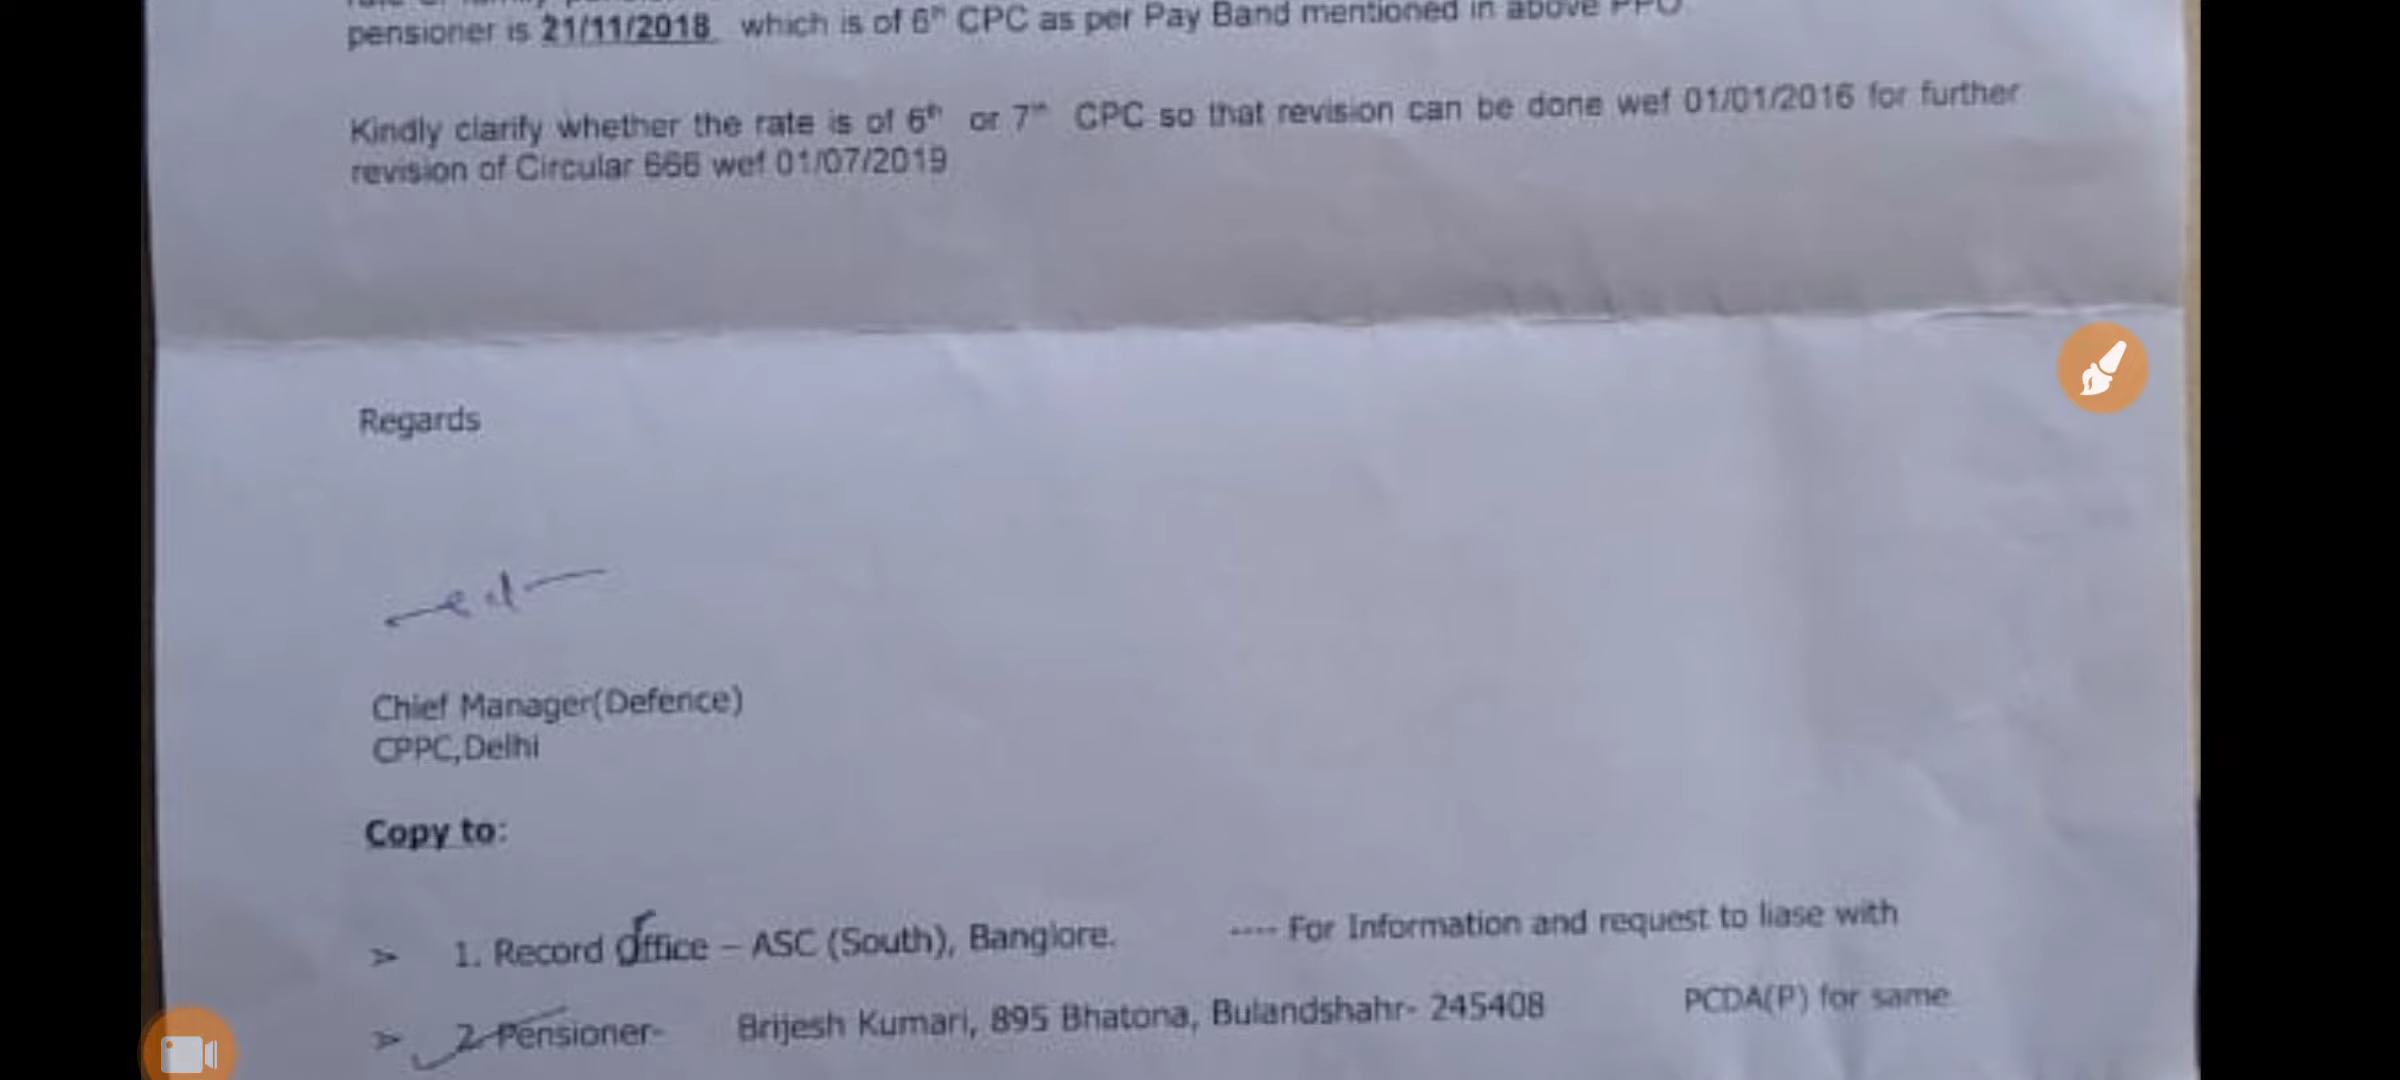 pensioner is 21/11/2018 which is of 6th CPC as per Pay Band mentioned in above PPO
Kindly clarify whether the rate is of 6th or 7th CPC so that revision can be done wef 01/01/2016 for further
revision of Circular 666 wef 01/07/2019
Regards
Chief Manager(Defence)
CPPC,Delhi
Copy to:
1. Record Office – ASC (South), Banglore. ---- For Information and request to liase with
2. Pensioner- Brijesh Kumari, 895 Bhatona, Bulandshahr- 245408 PCDA(P) for same